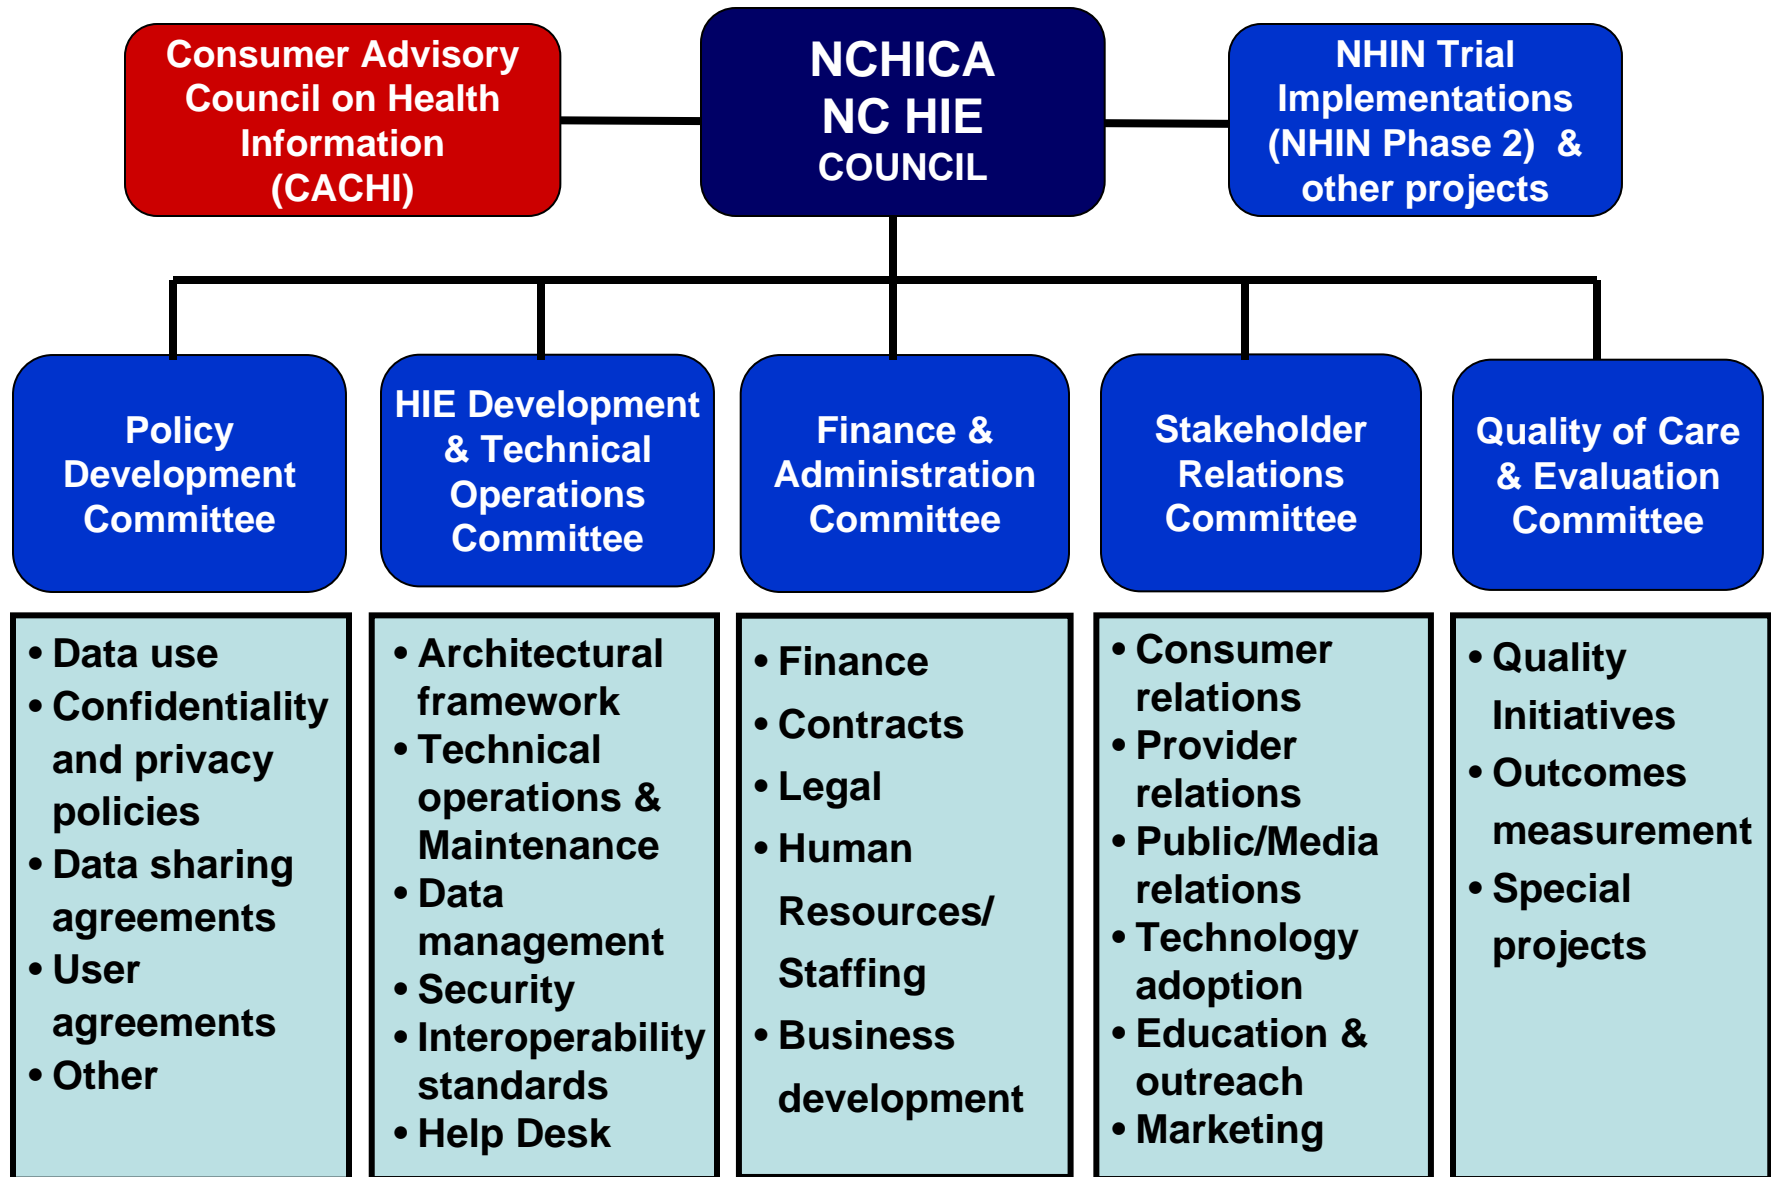 Consumer Advisory
Council on Health
Information
(CACHI)
NCHICA
NC HIE
COUNCIL
NHIN Trial
Implementations
(NHIN Phase 2)  &
other projects
Policy
Development
Committee
HIE Development
& Technical
Operations
Committee
Finance &
Administration
Committee
Stakeholder
Relations
Committee
Quality of Care
& Evaluation
Committee
• Data use
• Confidentiality
and privacy
policies
• Data sharing
agreements
• User
agreements
• Other
• Architectural
framework
• Technical
operations &
Maintenance
• Data
management
• Security
• Interoperability
standards
• Help Desk
• Finance
• Contracts
• Legal
• Human
Resources/
Staffing
• Business
development
• Consumer
relations
• Provider
relations
• Public/Media
relations
• Technology
adoption
• Education &
outreach
• Marketing
• Quality
Initiatives
• Outcomes
measurement
• Special
projects